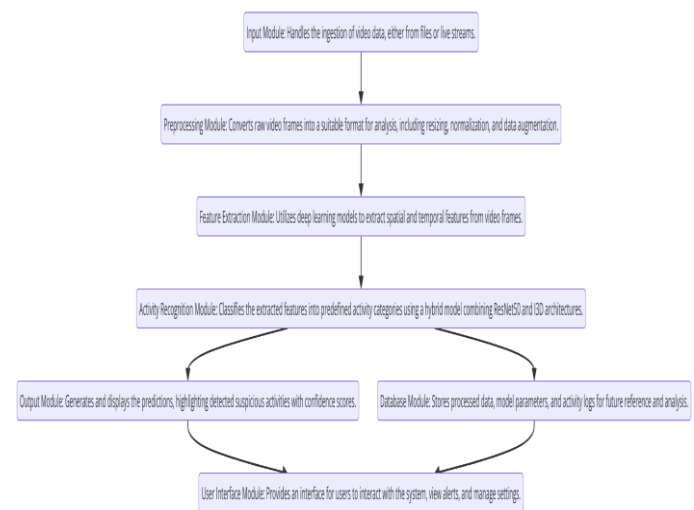 Input Module: Handles the ingestion of video data, either from files or live streams.
Preprocessing Module: Converts raw video frames into a suitable format for analysis, including resizing, normalization, and data augmentation.
Feature Extraction Module: Utilizes deep learning models to extract spatial and temporal features from video frames.
Activity Recognition Module: Classifies the extracted features into predefined activity categories using a hybrid model combining ResNet50 and I3D architectures.
Output Module: Generates and displays the predictions, highlighting detected suspicious activities with confidence scores.
Database Module: Stores processed data, model parameters, and activity logs for future reference and analysis.
User Interface Module: Provides an interface for users to interact with the system, view alerts, and manage settings.